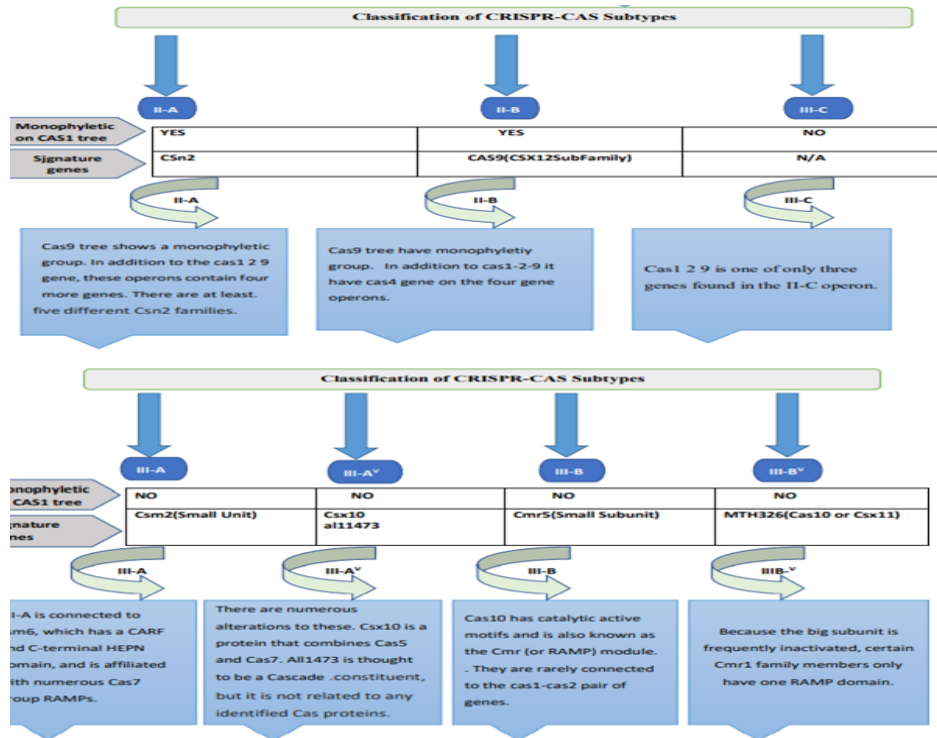 Classification of CRISPR-CAS Subtypes
II-A
II-B
III-C
Monophyletic
on CAS1 tree
YES
YES
NO
Sjgnature
genes
CSn2
CAS9(CSX12SubFamily)
N/A
II-A
II-B
III-C
Cas9 tree shows a monophyletic
group. In addition to the cas1 2 9
gene, these operons contain four
more genes. There are at least.
five different Csn2 families.
Cas9 tree have monophyletiy
group. In addition to cas1-2-9 it
have cas4 gene on the four gene
operons.
Cas1 2 9 is one of only three
genes found in the II-C operon.
Classification of CRISPR-CAS Subtypes
III-A
III-Aᵛ
III-B
III-Bᵛ
onophyletic
CAS1 tree
NO
NO
NO
NO
gnature
nes
Csm2(Small Unit)
Csx10
al11473
Cmr5(Small Subunit)
MTH326(Cas10 or Csx11)
III-A
III-Aᵛ
III-B
IIIB-ᵛ
I-A is connected to
sm6, which has a CARF
nd C-terminal HEPN
omain, and is affiliated
ith numerous Cas7
roup RAMPs.
There are numerous
alterations to these. Csx10 is a
protein that combines Cas5
and Cas7. All1473 is thought
to be a Cascade .constituent,
but it is not related to any
identified Cas proteins.
Cas10 has catalytic active
motifs and is also known as
the Cmr (or RAMP) module.
. They are rarely connected
to the cas1-cas2 pair of
genes.
Because the big subunit is
frequently inactivated, certain
Cmr1 family members only
have one RAMP domain.